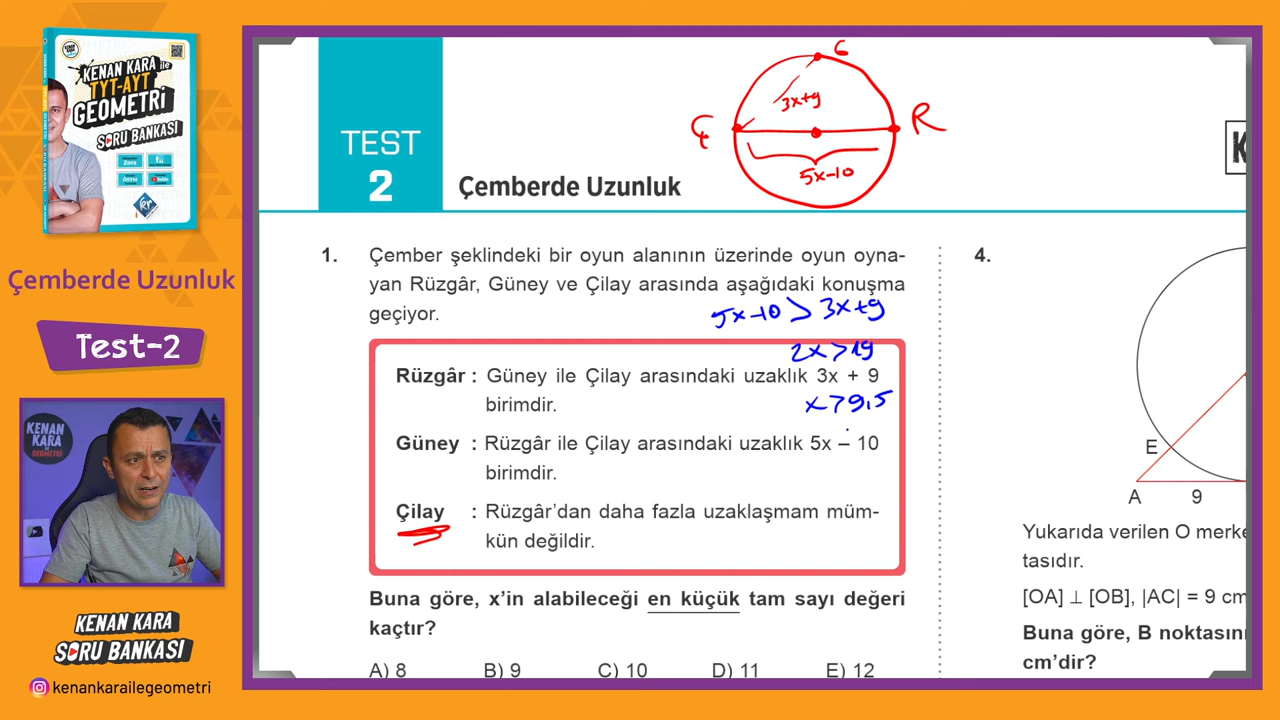 KENAN KARA ile
TYT-AYT
GEOMETRİ
SORU BANKASI
Çemberde Uzunluk
Test-2
KENAN
KARA
GEOMETRİ
KENAN KARA
SORU BANKASI
kenankarailegeometri
TEST
2
Çemberde Uzunluk
G
3x+9
Ç
R
5x-10
K
1. Çember şeklindeki bir oyun alanının üzerinde oyun oyna-
yan Rüzgâr, Güney ve Çilay arasında aşağıdaki konuşma
geçiyor.
5x-10 > 3x+9
2x > 19
Rüzgâr : Güney ile Çilay arasındaki uzaklık 3x + 9
birimdir.
x > 9,5
Güney : Rüzgâr ile Çilay arasındaki uzaklık 5x – 10
birimdir.
Çilay : Rüzgâr’dan daha fazla uzaklaşmam müm-
kün değildir.
Buna göre, x’in alabileceği en küçük tam sayı değeri
kaçtır?
A) 8 B) 9 C) 10 D) 11 E) 12
4.
E
A
9
Yukarıda verilen O merke
tasıdır.
[OA] ⊥ [OB], |AC| = 9 cm
Buna göre, B noktasını
cm’dir?